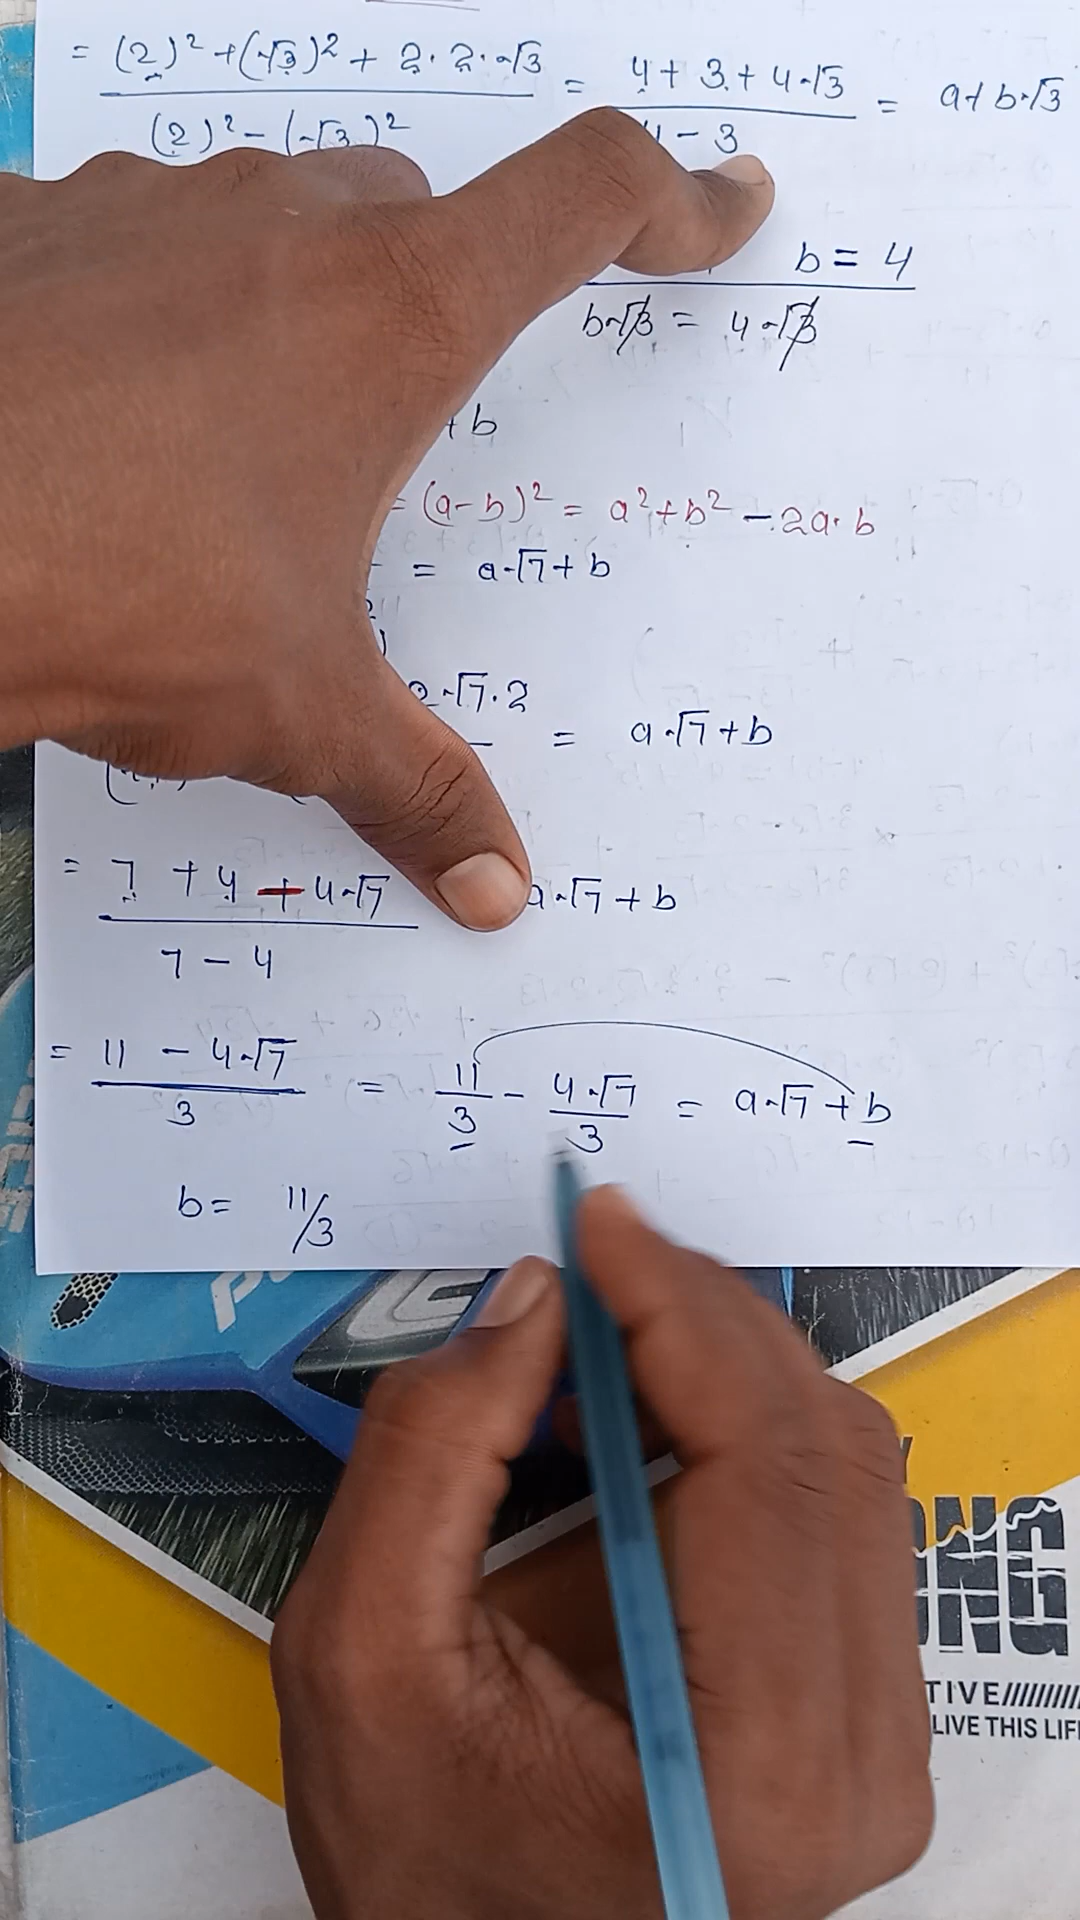 = (2)² + (√3)² + 2·2·√3 / (2)² - (√3)² = 4 + 3 + 4√3 / 4 - 3 = a + b√3
b = 4
b√3 = 4√3
+ b
= (a-b)² = a² + b² - 2a·b
= a√7 + b
2·√7·2
= a√7 + b
= 7 + 4 + 4√7 / 7 - 4 a√7 + b
= 11 - 4√7 / 3 = 11/3 - 4√7/3 = a√7 + b
b = 11/3
TIVE//////////
LIVE THIS LIF